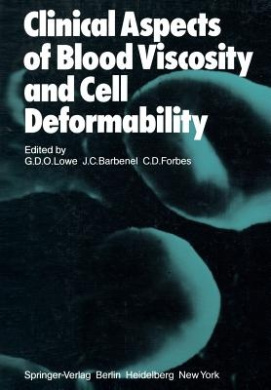 Clinical Aspects
of Blood Viscosity
and Cell
Deformability
Edited by
G.D.O.Lowe J.C.Barbenel C.D.Forbes
Springer-Verlag Berlin Heidelberg New York